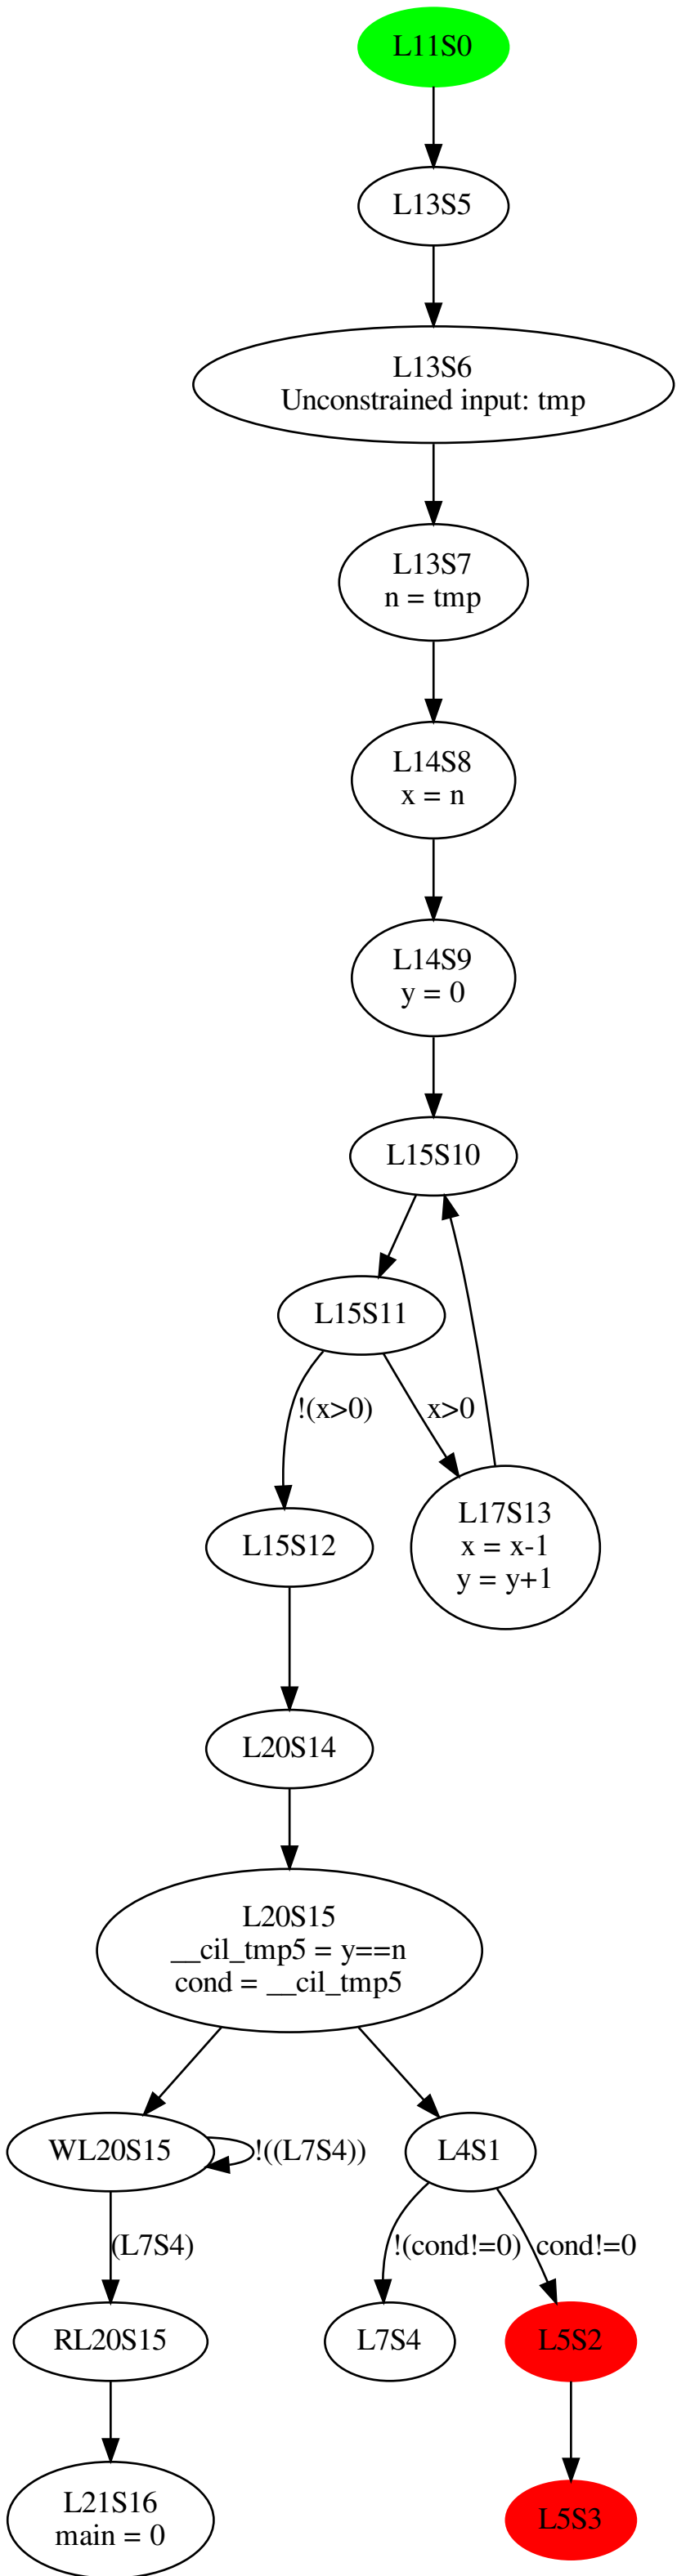 L11S0
L13S5
L13S6
Unconstrained input: tmp
L13S7
n = tmp
L14S8
x = n
L14S9
y = 0
L15S10
L15S11
!(x>0)
x>0
L15S12
L17S13
x = x-1
y = y+1
L20S14
L20S15
__cil_tmp5 = y==n
cond = __cil_tmp5
WL20S15
!((L7S4))
L4S1
(L7S4)
!(cond!=0)
cond!=0
RL20S15
L7S4
L5S2
L21S16
main = 0
L5S3